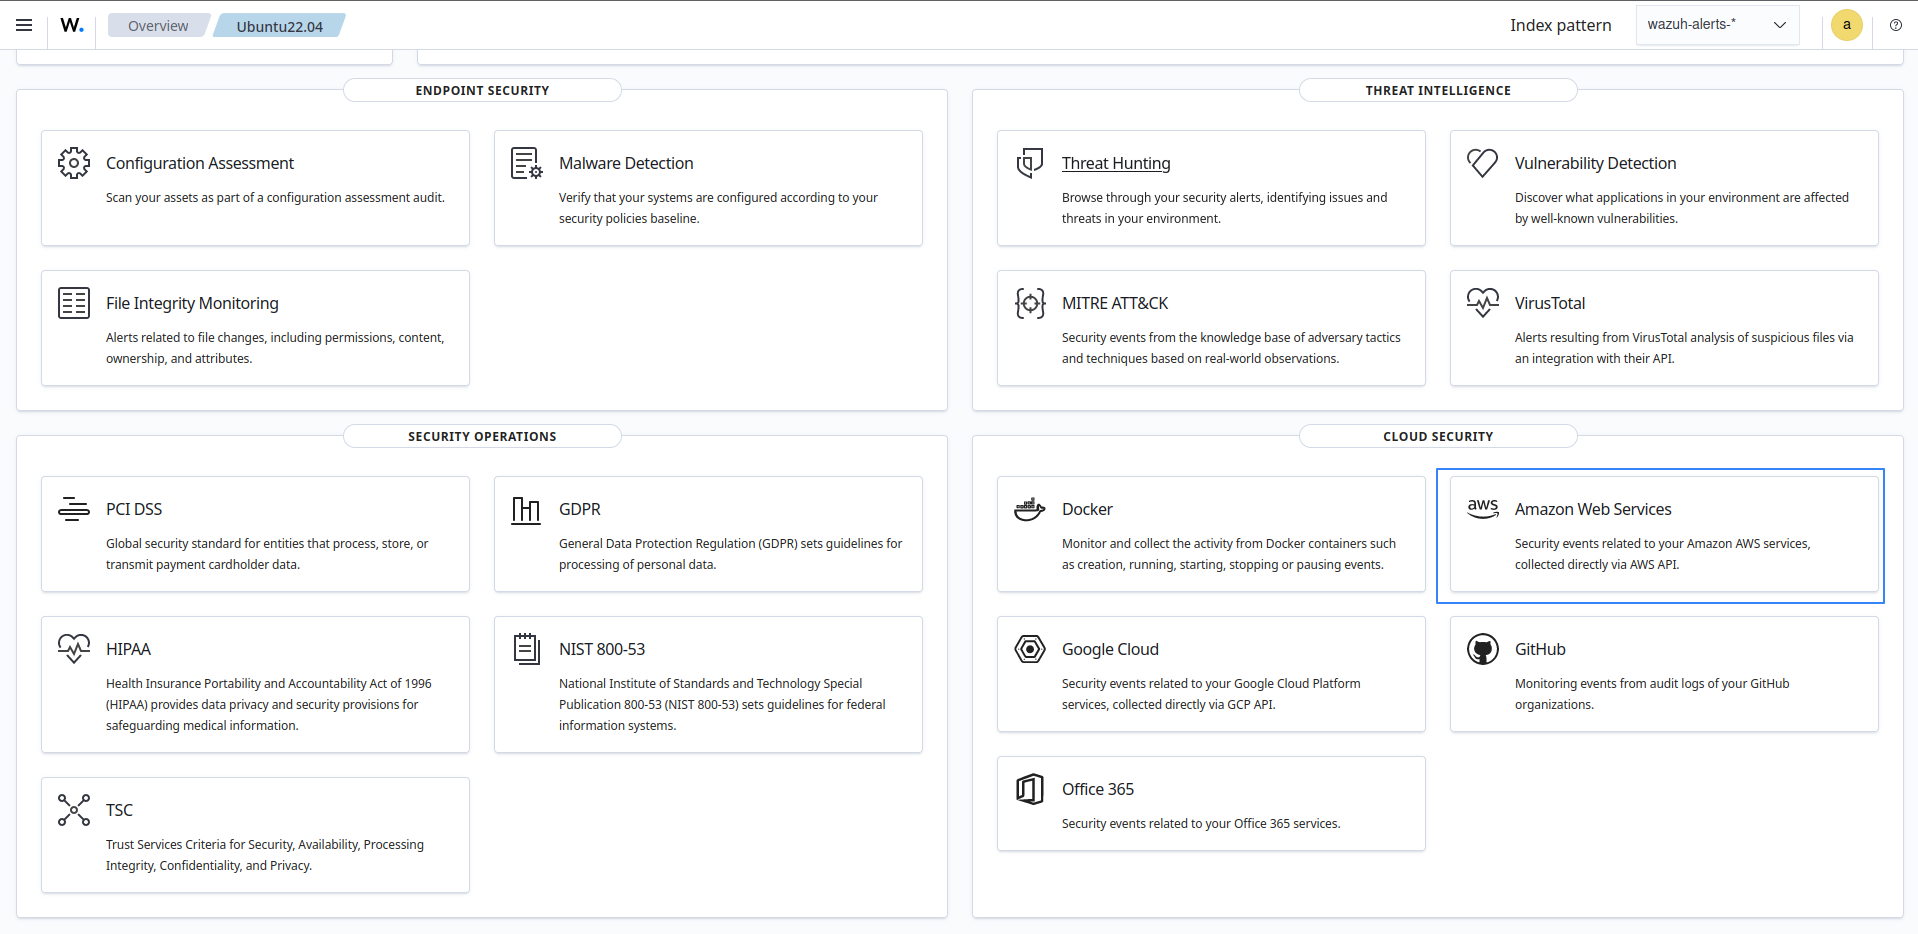 W.
Overview
Ubuntu22.04
Index pattern
wazuh-alerts-*
a
ENDPOINT SECURITY
Configuration Assessment
Scan your assets as part of a configuration assessment audit.
Malware Detection
Verify that your systems are configured according to your
security policies baseline.
File Integrity Monitoring
Alerts related to file changes, including permissions, content,
ownership, and attributes.
THREAT INTELLIGENCE
Threat Hunting
Browse through your security alerts, identifying issues and
threats in your environment.
Vulnerability Detection
Discover what applications in your environment are affected
by well-known vulnerabilities.
MITRE ATT&CK
Security events from the knowledge base of adversary tactics
and techniques based on real-world observations.
VirusTotal
Alerts resulting from VirusTotal analysis of suspicious files via
an integration with their API.
SECURITY OPERATIONS
PCI DSS
Global security standard for entities that process, store, or
transmit payment cardholder data.
GDPR
General Data Protection Regulation (GDPR) sets guidelines for
processing of personal data.
HIPAA
Health Insurance Portability and Accountability Act of 1996
(HIPAA) provides data privacy and security provisions for
safeguarding medical information.
NIST 800-53
National Institute of Standards and Technology Special
Publication 800-53 (NIST 800-53) sets guidelines for federal
information systems.
TSC
Trust Services Criteria for Security, Availability, Processing
Integrity, Confidentiality, and Privacy.
CLOUD SECURITY
Docker
Monitor and collect the activity from Docker containers such
as creation, running, starting, stopping or pausing events.
aws
Amazon Web Services
Security events related to your Amazon AWS services,
collected directly via AWS API.
Google Cloud
Security events related to your Google Cloud Platform
services, collected directly via GCP API.
GitHub
Monitoring events from audit logs of your GitHub
organizations.
Office 365
Security events related to your Office 365 services.